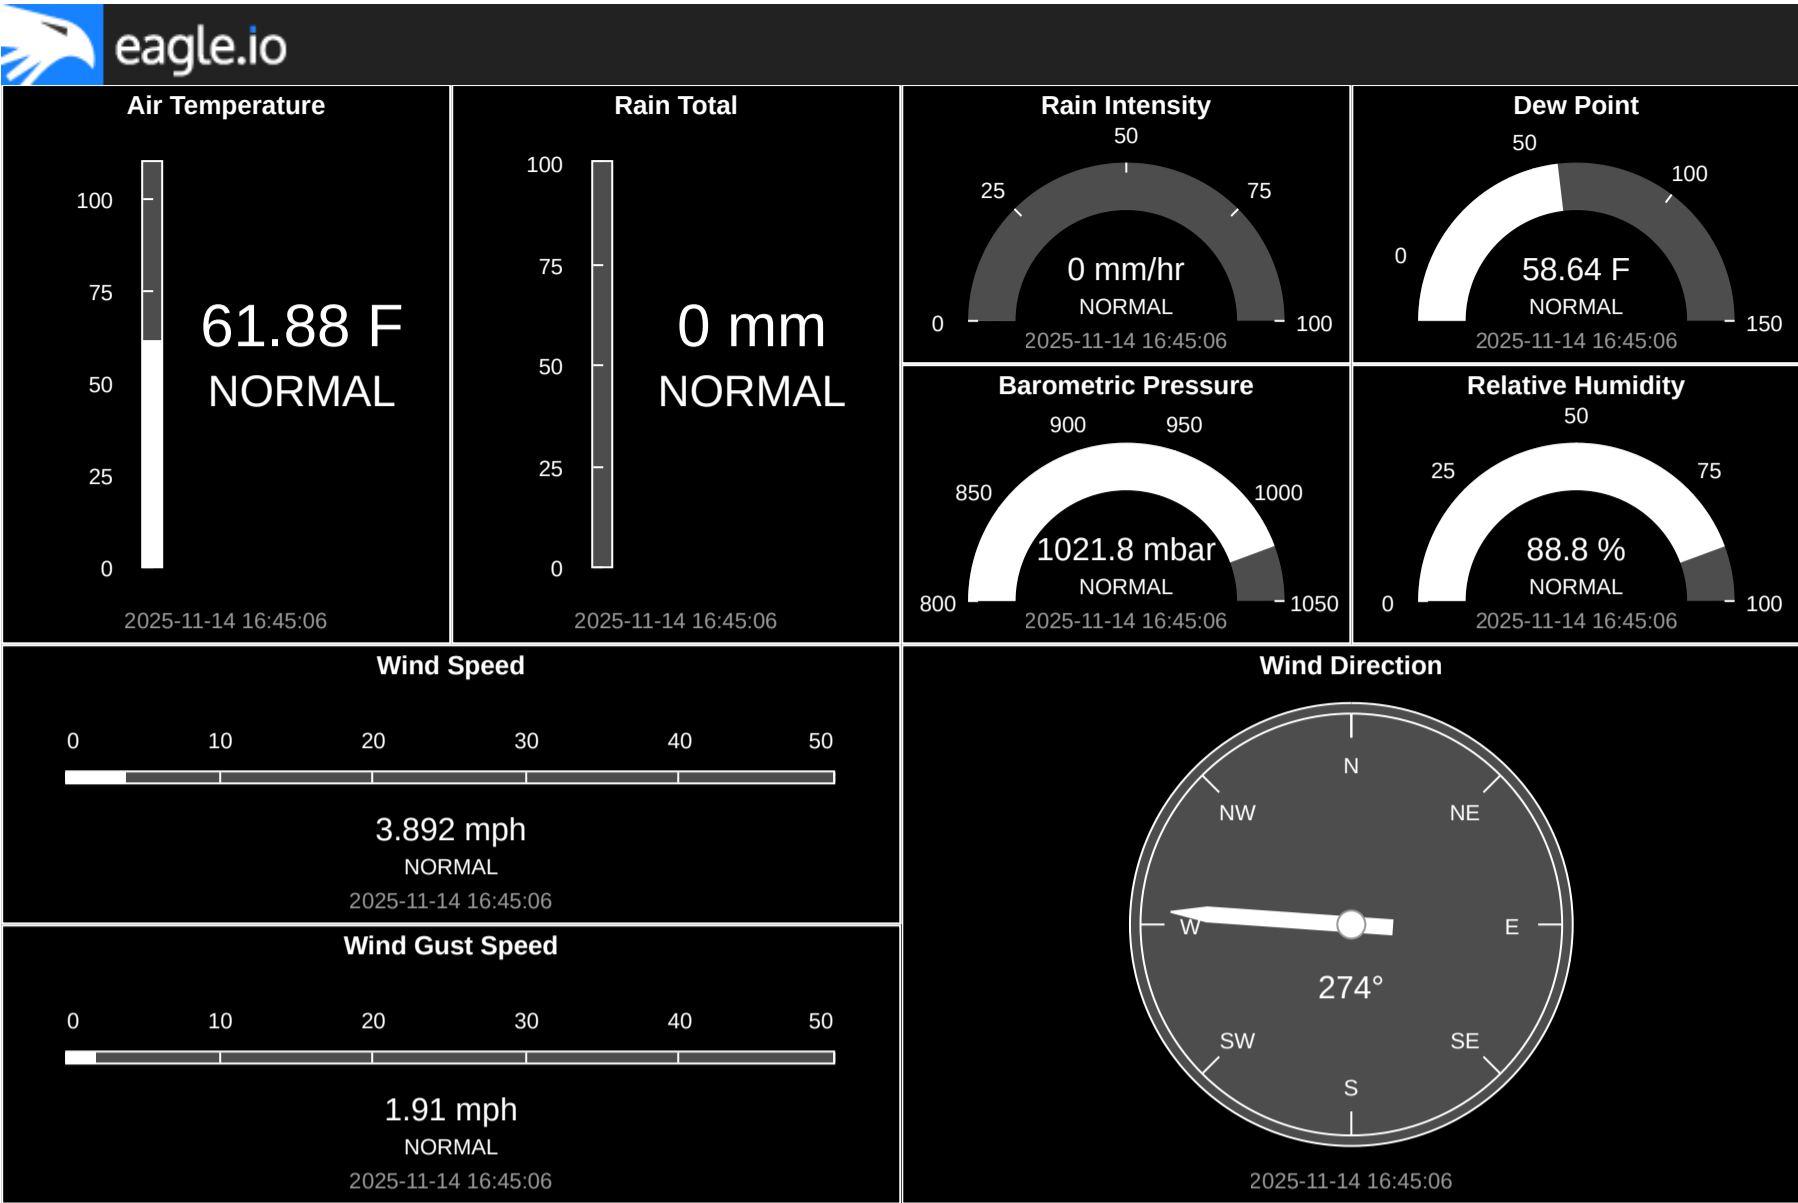 eagle.io
Air Temperature
100
75
50
25
0
61.88 F
NORMAL
2025-11-14 16:45:06
Rain Total
100
75
50
25
0
0 mm
NORMAL
2025-11-14 16:45:06
Rain Intensity
50
25
75
0
100
0 mm/hr
NORMAL
2025-11-14 16:45:06
Dew Point
50
100
0
150
58.64 F
NORMAL
2025-11-14 16:45:06
Barometric Pressure
900 950
850 1000
800 1050
1021.8 mbar
NORMAL
2025-11-14 16:45:06
Relative Humidity
50
25 75
0 100
88.8 %
NORMAL
2025-11-14 16:45:06
Wind Speed
0 10 20 30 40 50
3.892 mph
NORMAL
2025-11-14 16:45:06
Wind Gust Speed
0 10 20 30 40 50
1.91 mph
NORMAL
2025-11-14 16:45:06
Wind Direction
N
NW NE
W E
274°
SW SE
S
2025-11-14 16:45:06